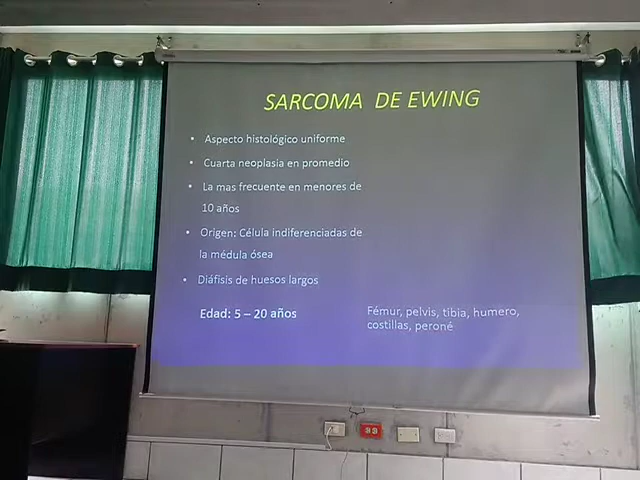 SARCOMA DE EWING
• Aspecto histológico uniforme
• Cuarta neoplasia en promedio
• La mas frecuente en menores de
10 años
• Origen: Célula indiferenciadas de
la médula ósea
• Diáfisis de huesos largos
Edad: 5 – 20 años
Fémur, pelvis, tibia, humero,
costillas, peroné